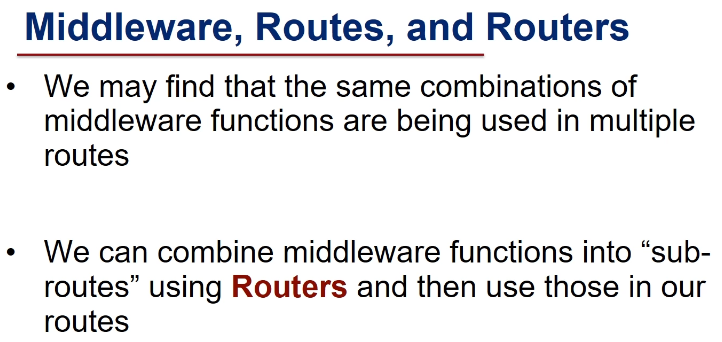 Middleware, Routes, and Routers
• We may find that the same combinations of
middleware functions are being used in multiple
routes
• We can combine middleware functions into “sub-
routes” using Routers and then use those in our
routes